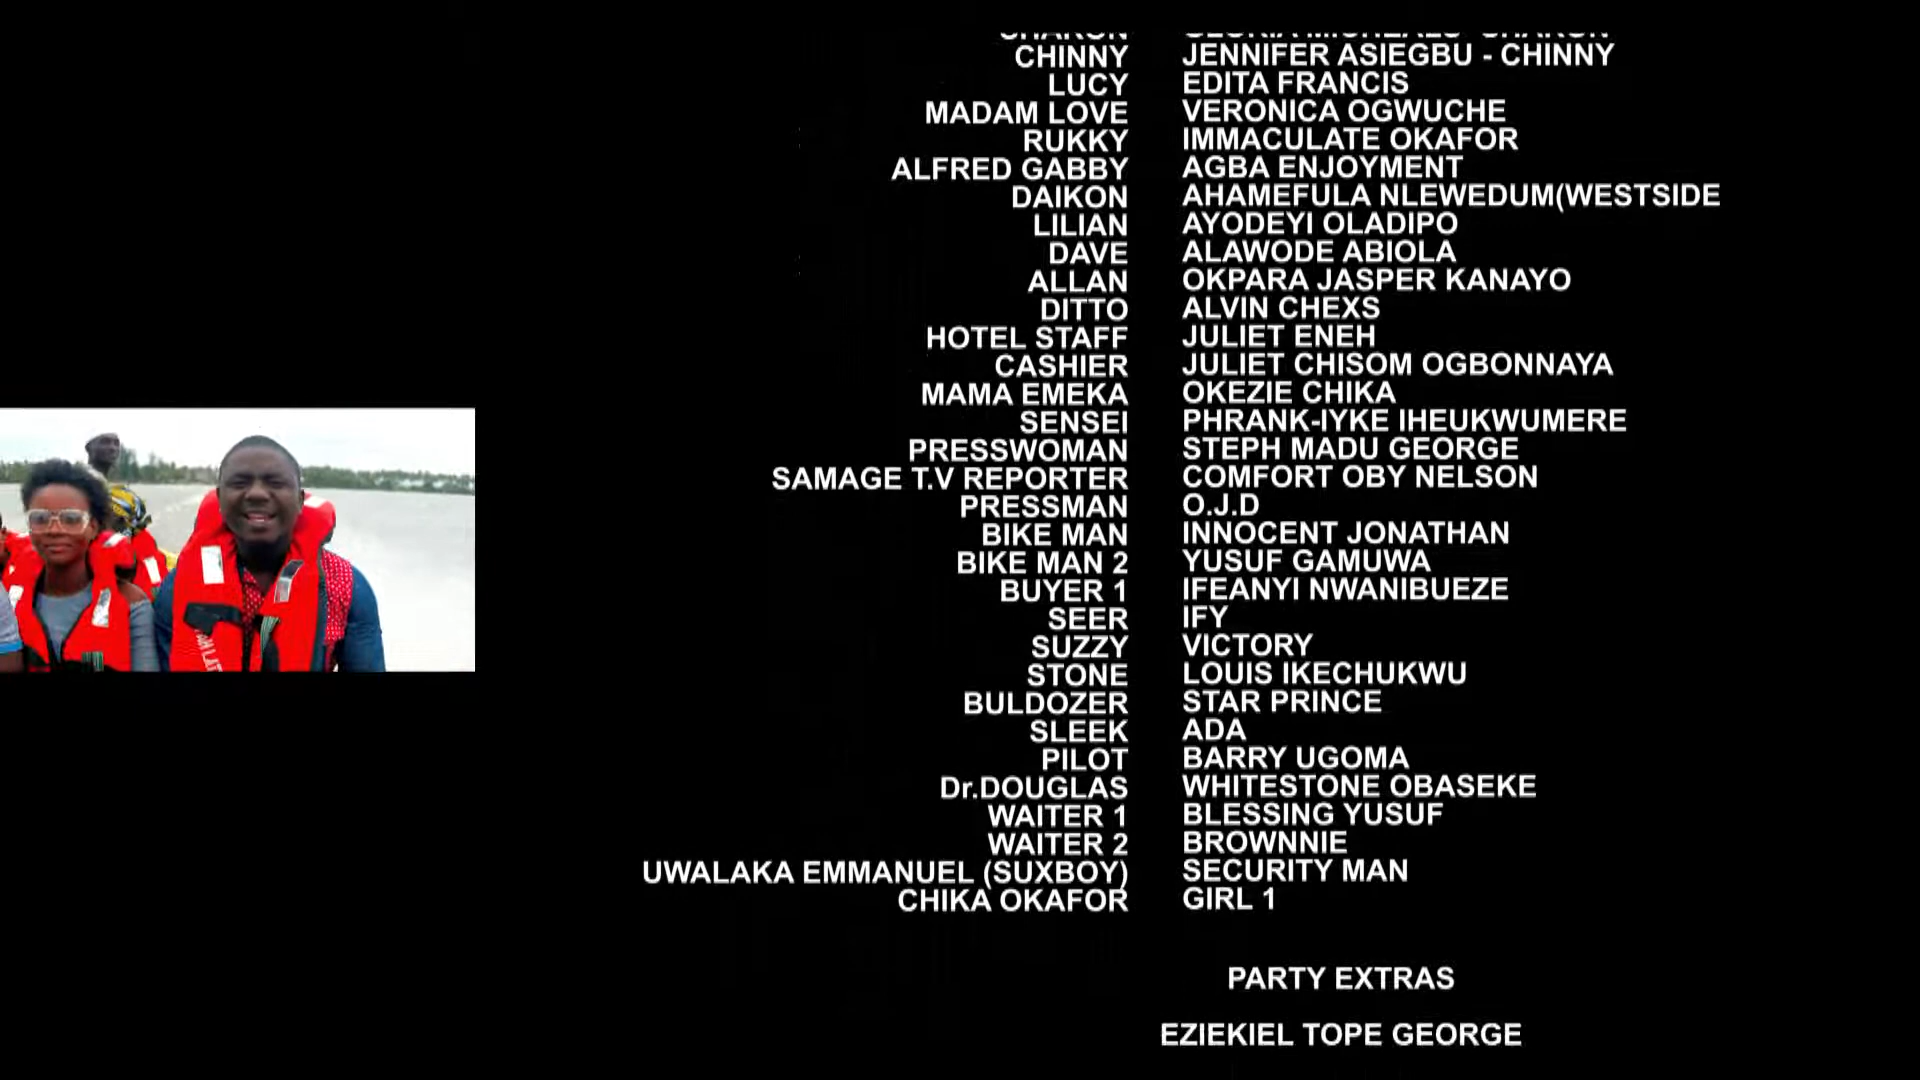 CHINNY JENNIFER ASIEGBU - CHINNY
LUCY EDITA FRANCIS
MADAM LOVE VERONICA OGWUCHE
RUKKY IMMACULATE OKAFOR
ALFRED GABBY AGBA ENJOYMENT
DAIKON AHAMEFULA NLEWEDUM(WESTSIDE
LILIAN AYODEYI OLADIPO
DAVE ALAWODE ABIOLA
ALLAN OKPARA JASPER KANAYO
DITTO ALVIN CHEXS
HOTEL STAFF JULIET ENEH
CASHIER JULIET CHISOM OGBONNAYA
MAMA EMEKA OKEZIE CHIKA
SENSEI PHRANK-IYKE IHEUKWUMERE
PRESSWOMAN STEPH MADU GEORGE
SAMAGE T.V REPORTER COMFORT OBY NELSON
PRESSMAN O.J.D
BIKE MAN INNOCENT JONATHAN
BIKE MAN 2 YUSUF GAMUWA
BUYER 1 IFEANYI NWANIBUEZE
SEER IFY
SUZZY VICTORY
STONE LOUIS IKECHUKWU
BULDOZER STAR PRINCE
SLEEK ADA
PILOT BARRY UGOMA
Dr.DOUGLAS WHITESTONE OBASEKE
WAITER 1 BLESSING YUSUF
WAITER 2 BROWNNIE
UWALAKA EMMANUEL (SUXBOY) SECURITY MAN
CHIKA OKAFOR GIRL 1
PARTY EXTRAS
EZIEKIEL TOPE GEORGE